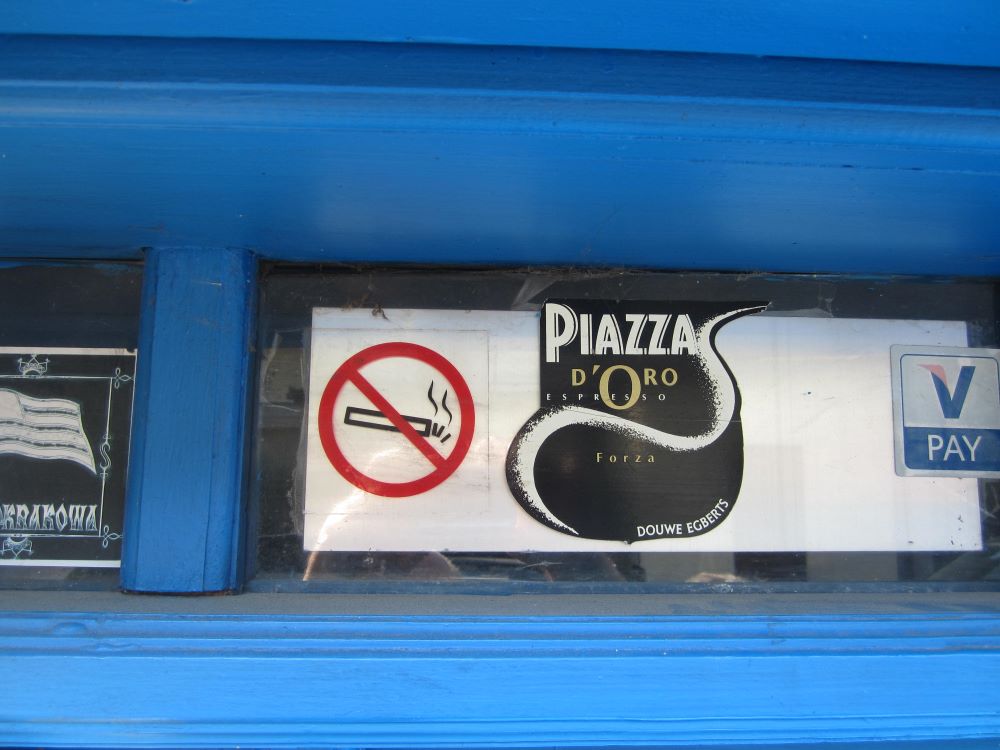 PIAZZA
D'ORO
ESPRESSO
Forza
DOUWE EGBERTS
V
PAY